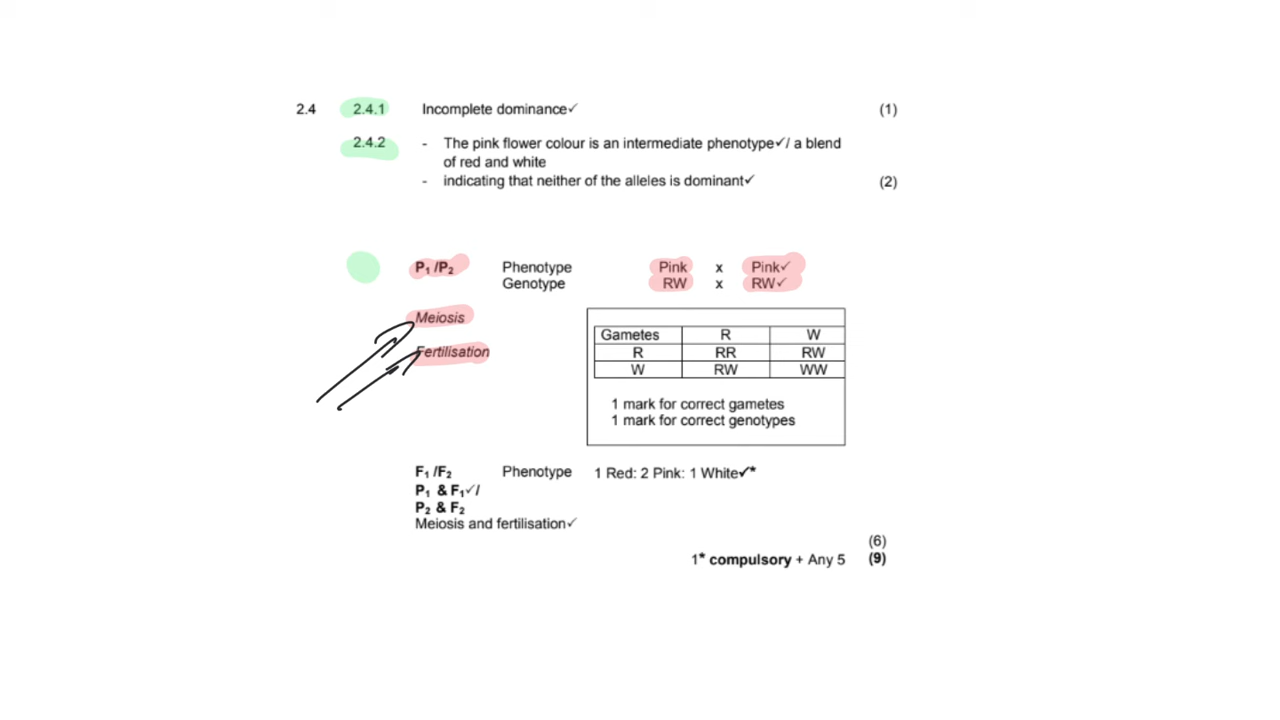 2.4 2.4.1 Incomplete dominance✓ (1)
2.4.2 - The pink flower colour is an intermediate phenotype✓/ a blend
of red and white
- indicating that neither of the alleles is dominant✓ (2)
P₁ /P₂ Phenotype Pink x Pink✓
Genotype RW x RW✓
Meiosis
Gametes R W
Fertilisation R RR RW
W RW WW
1 mark for correct gametes
1 mark for correct genotypes
F₁ /F₂ Phenotype 1 Red: 2 Pink: 1 White✓*
P₁ & F₁✓/
P₂ & F₂
Meiosis and fertilisation✓
(6)
1* compulsory + Any 5 (9)